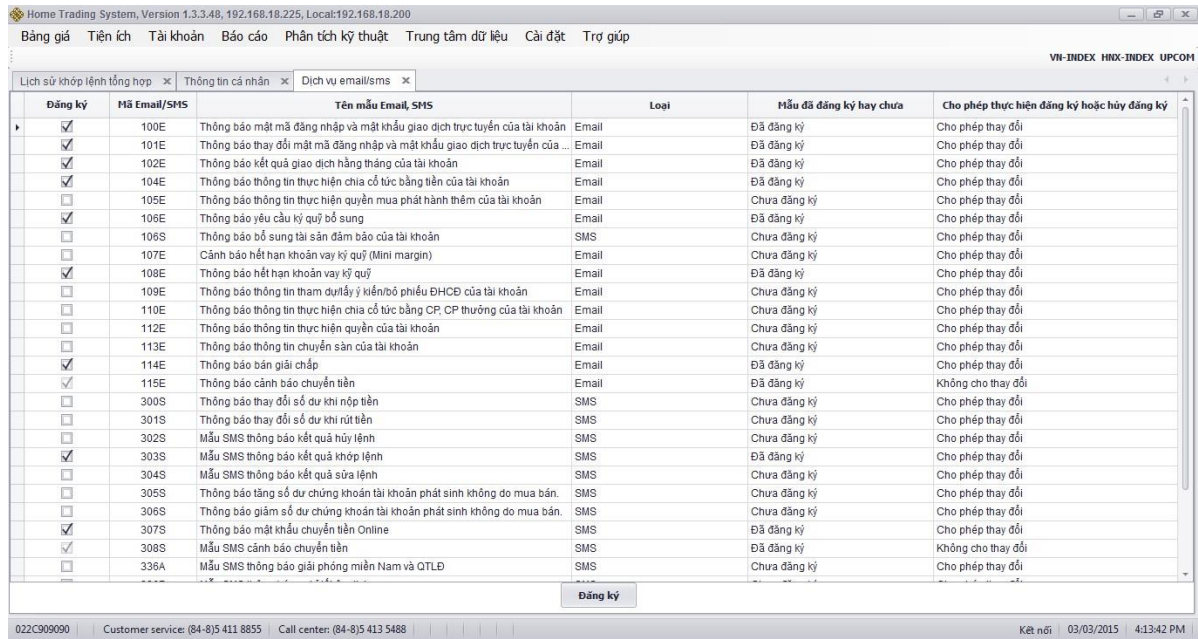 Home Trading System, Version 1.3.3.48, 192.168.18.225, Local:192.168.18.200
Bảng giá Tiện ích Tài khoản Báo cáo Phân tích kỹ thuật Trung tâm dữ liệu Cài đặt Trợ giúp
VN-INDEX HNX-INDEX UPCOM
Lịch sử khớp lệnh tổng hợp Thông tin cá nhân Dịch vụ email/sms
Đăng ký Mã Email/SMS Tên mẫu Email, SMS Loại Mẫu đã đăng ký hay chưa Cho phép thực hiện đăng ký hoặc hủy đăng ký
100E Thông báo mật mã đăng nhập và mật khẩu giao dịch trực tuyến của tài khoản Email Đã đăng ký Cho phép thay đổi
101E Thông báo thay đổi mật mã đăng nhập và mật khẩu giao dịch trực tuyến của ... Email Đã đăng ký Cho phép thay đổi
102E Thông báo kết quả giao dịch hằng tháng của tài khoản Email Đã đăng ký Cho phép thay đổi
104E Thông báo thông tin thực hiện chia cổ tức bằng tiền của tài khoản Email Đã đăng ký Cho phép thay đổi
105E Thông báo thông tin thực hiện quyền mua phát hành thêm của tài khoản Email Chưa đăng ký Cho phép thay đổi
106E Thông báo yêu cầu ký quỹ bổ sung Email Đã đăng ký Cho phép thay đổi
106S Thông báo bổ sung tài sản đảm bảo của tài khoản SMS Chưa đăng ký Cho phép thay đổi
107E Cảnh báo hết hạn khoản vay ký quỹ (Mini margin) Email Chưa đăng ký Cho phép thay đổi
108E Thông báo hết hạn khoản vay kỹ quỹ Email Đã đăng ký Cho phép thay đổi
109E Thông báo thông tin tham dự/lấy ý kiến/bỏ phiếu ĐHCĐ của tài khoản Email Chưa đăng ký Cho phép thay đổi
110E Thông báo thông tin thực hiện chia cổ tức bằng CP, CP thưởng của tài khoản Email Chưa đăng ký Cho phép thay đổi
112E Thông báo thông tin thực hiện quyền của tài khoản Email Chưa đăng ký Cho phép thay đổi
113E Thông báo thông tin chuyển sàn của tài khoản Email Chưa đăng ký Cho phép thay đổi
114E Thông báo bán giải chấp Email Đã đăng ký Cho phép thay đổi
115E Thông báo cảnh báo chuyển tiền Email Đã đăng ký Không cho thay đổi
300S Thông báo thay đổi số dư khi nộp tiền SMS Chưa đăng ký Cho phép thay đổi
301S Thông báo thay đổi số dư khi rút tiền SMS Chưa đăng ký Cho phép thay đổi
302S Mẫu SMS thông báo kết quả hủy lệnh SMS Chưa đăng ký Cho phép thay đổi
303S Mẫu SMS thông báo kết quả khớp lệnh SMS Đã đăng ký Cho phép thay đổi
304S Mẫu SMS thông báo kết quả sửa lệnh SMS Chưa đăng ký Cho phép thay đổi
305S Thông báo tăng số dư chứng khoán tài khoản phát sinh không do mua bán. SMS Chưa đăng ký Cho phép thay đổi
306S Thông báo giảm số dư chứng khoán tài khoản phát sinh không do mua bán. SMS Chưa đăng ký Cho phép thay đổi
307S Thông báo mật khẩu chuyển tiền Online SMS Đã đăng ký Cho phép thay đổi
308S Mẫu SMS cảnh báo chuyển tiền SMS Đã đăng ký Không cho thay đổi
336A Mẫu SMS thông báo giải phóng miền Nam và QTLĐ SMS Chưa đăng ký Cho phép thay đổi
Đăng ký
022C909090 Customer service: (84-8)5 411 8855 Call center: (84-8)5 413 5488 Kết nối 03/03/2015 4:13:42 PM